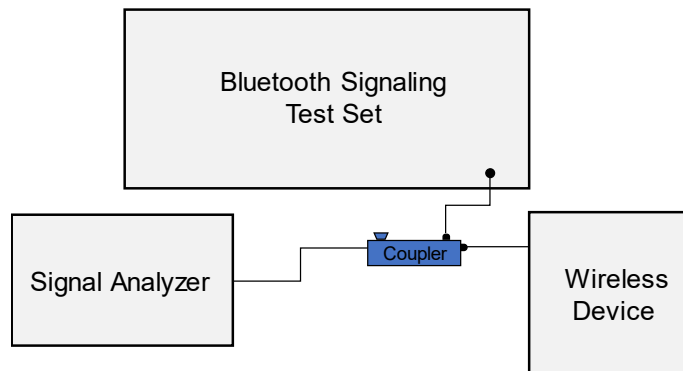 Bluetooth Signaling
Test Set
Coupler
Signal Analyzer
Wireless
Device